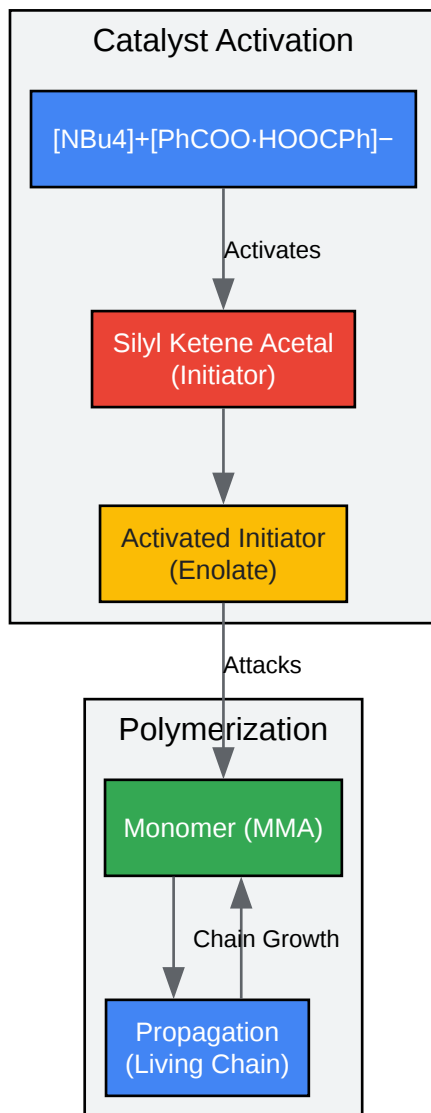 Catalyst Activation
[NBu4]+[PhCOO·HOOCPh]−
Activates
Silyl Ketene Acetal
(Initiator)
Activated Initiator
(Enolate)
Attacks
Polymerization
Monomer (MMA)
Chain Growth
Propagation
(Living Chain)